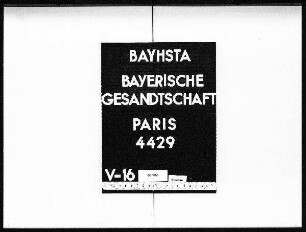 BAYHSTA
BAYERISCHE
GESANDTSCHAFT
PARIS
4429
V-16